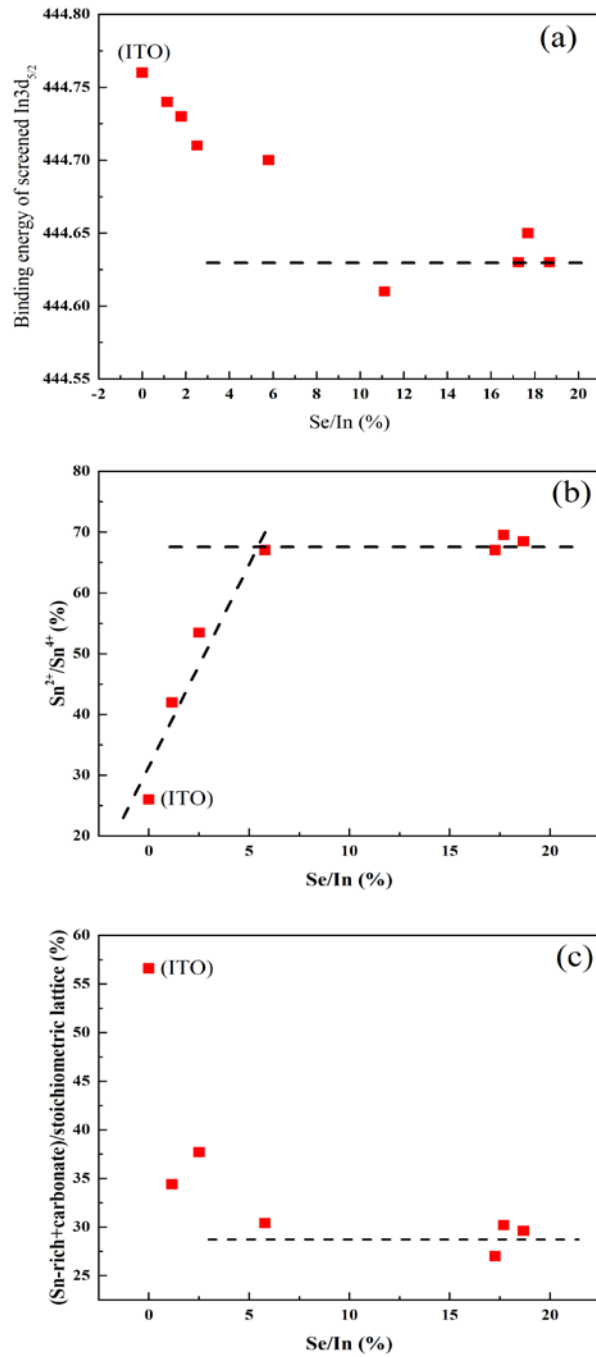 (a)
(ITO)
444.80
444.75
444.70
444.65
444.60
444.55
-2 0 2 4 6 8 10 12 14 16 18 20
Binding energy of screened In3d5/2
Se/In (%)
(b)
80
70
60
50
40
30
20
(ITO)
0 5 10 15 20
Sn2+/Sn4+ (%)
Se/In (%)
(c)
60
55
50
45
40
35
30
25
(ITO)
0 5 10 15 20
(Sn-rich+carbonate)/stoichiometric lattice (%)
Se/In (%)